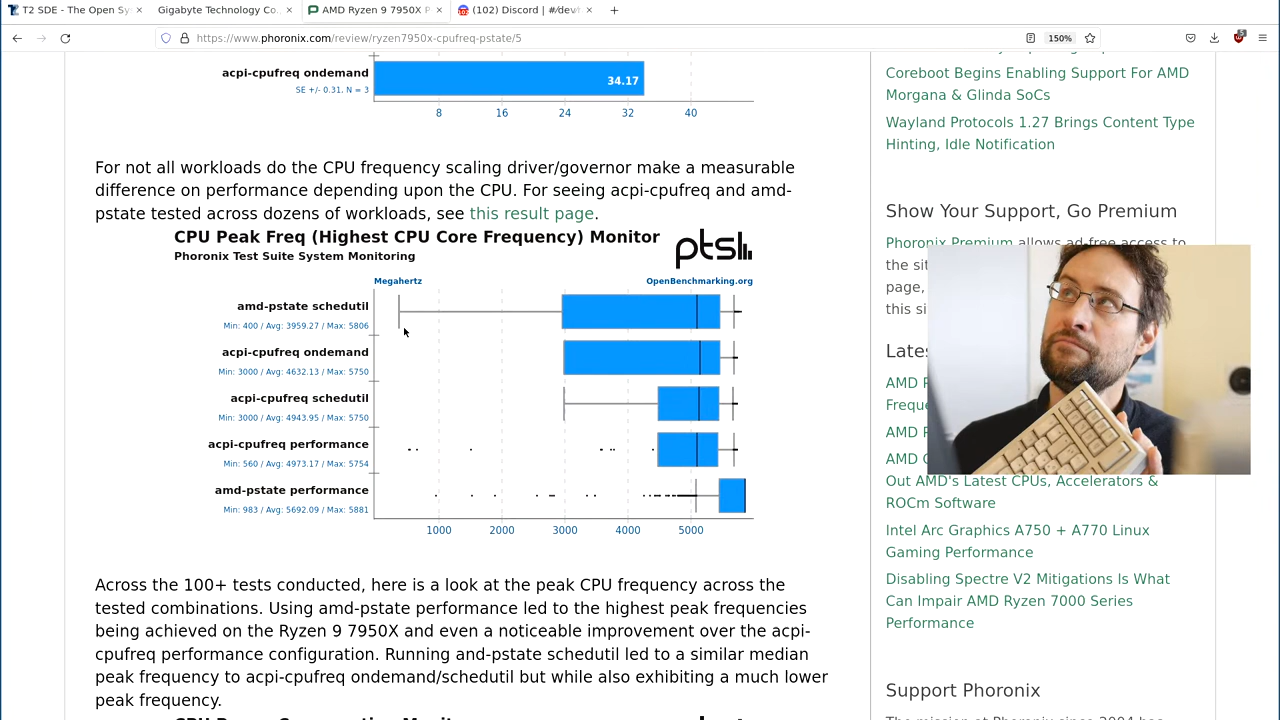 T2 SDE - The Open Sy
Gigabyte Technology Co...
AMD Ryzen 9 7950X P
(102) Discord | #/dev/
https://www.phoronix.com/review/ryzen7950x-cpufreq-pstate/5
150%
acpi-cpufreq ondemand
SE +/- 0.31, N = 3
34.17
8 16 24 32 40
For not all workloads do the CPU frequency scaling driver/governor make a measurable
difference on performance depending upon the CPU. For seeing acpi-cpufreq and amd-
pstate tested across dozens of workloads, see this result page.
CPU Peak Freq (Highest CPU Core Frequency) Monitor
Phoronix Test Suite System Monitoring
ptsl
Megahertz
OpenBenchmarking.org
amd-pstate schedutil
Min: 400 / Avg: 3959.27 / Max: 5806
acpi-cpufreq ondemand
Min: 3000 / Avg: 4632.13 / Max: 5750
acpi-cpufreq schedutil
Min: 3000 / Avg: 4943.95 / Max: 5750
acpi-cpufreq performance
Min: 560 / Avg: 4973.17 / Max: 5754
amd-pstate performance
Min: 983 / Avg: 5692.09 / Max: 5881
1000 2000 3000 4000 5000
Across the 100+ tests conducted, here is a look at the peak CPU frequency across the
tested combinations. Using amd-pstate performance led to the highest peak frequencies
being achieved on the Ryzen 9 7950X and even a noticeable improvement over the acpi-
cpufreq performance configuration. Running amd-pstate schedutil led to a similar median
peak frequency to acpi-cpufreq ondemand/schedutil but while also exhibiting a much lower
peak frequency.
Coreboot Begins Enabling Support For AMD
Morgana & Glinda SoCs
Wayland Protocols 1.27 Brings Content Type
Hinting, Idle Notification
Show Your Support, Go Premium
Phoronix Premium allows ad-free access to
the sit
page,
this si
Lates
AMD
Freque
AMD
AMD
Out AMD's Latest CPUs, Accelerators &
ROCm Software
Intel Arc Graphics A750 + A770 Linux
Gaming Performance
Disabling Spectre V2 Mitigations Is What
Can Impair AMD Ryzen 7000 Series
Performance
Support Phoronix